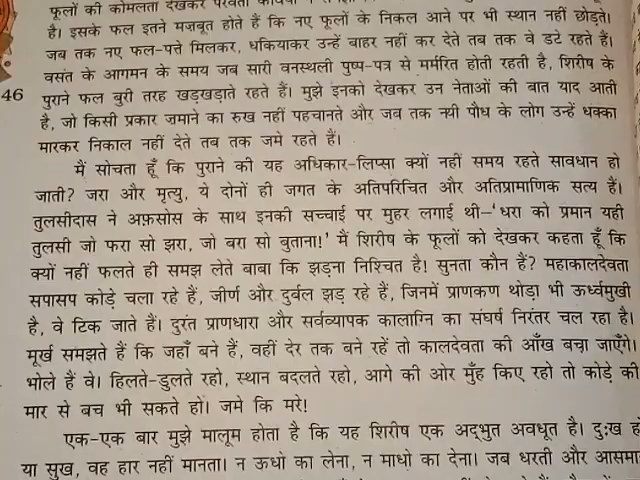 फूलों की कोमलता देखकर परवर्ती
है। इसके फल इतने मज़बूत होते हैं कि नए फूलों के निकल आने पर भी स्थान नहीं छोड़ते।
जब तक नए फल-पत्ते मिलकर, धकियाकर उन्हें बाहर नहीं कर देते तब तक वे डटे रहते हैं।
वसंत के आगमन के समय जब सारी वनस्थली पुष्प-पत्र से मर्मरित होती रहती है, शिरीष के
46 पुराने फल बुरी तरह खड़खड़ाते रहते हैं। मुझे इनको देखकर उन नेताओं की बात याद आती
है, जो किसी प्रकार ज़माने का रुख नहीं पहचानते और जब तक नयी पौध के लोग उन्हें धक्का
मारकर निकाल नहीं देते तब तक जमे रहते हैं।
मैं सोचता हूँ कि पुराने की यह अधिकार-लिप्सा क्यों नहीं समय रहते सावधान हो
जाती? जरा और मृत्यु, ये दोनों ही जगत के अतिपरिचित और अतिप्रामाणिक सत्य हैं।
तुलसीदास ने अफ़सोस के साथ इनकी सच्चाई पर मुहर लगाई थी–‘धरा को प्रमान यही
तुलसी जो फरा सो झरा, जो बरा सो बुताना!’ मैं शिरीष के फूलों को देखकर कहता हूँ कि
क्यों नहीं फलते ही समझ लेते बाबा कि झड़ना निश्चित है! सुनता कौन हैं? महाकालदेवता
सपासप कोड़े चला रहे हैं, जीर्ण और दुर्बल झड़ रहे हैं, जिनमें प्राणकण थोड़ा भी ऊर्ध्वमुखी
है, वे टिक जाते हैं। दुरंत प्राणधारा और सर्वव्यापक कालाग्नि का संघर्ष निरंतर चल रहा है।
मूर्ख समझते हैं कि जहाँ बने हैं, वहीं देर तक बने रहें तो कालदेवता की आँख बचा जाएँगे।
भोले हैं वे। हिलते-डुलते रहो, स्थान बदलते रहो, आगे की ओर मुँह किए रहो तो कोड़े की
मार से बच भी सकते हो। जमे कि मरे!
एक-एक बार मुझे मालूम होता है कि यह शिरीष एक अद्भुत अवधूत है। दुःख हो
या सुख, वह हार नहीं मानता। न ऊधो का लेना, न माधो का देना। जब धरती और आसमा